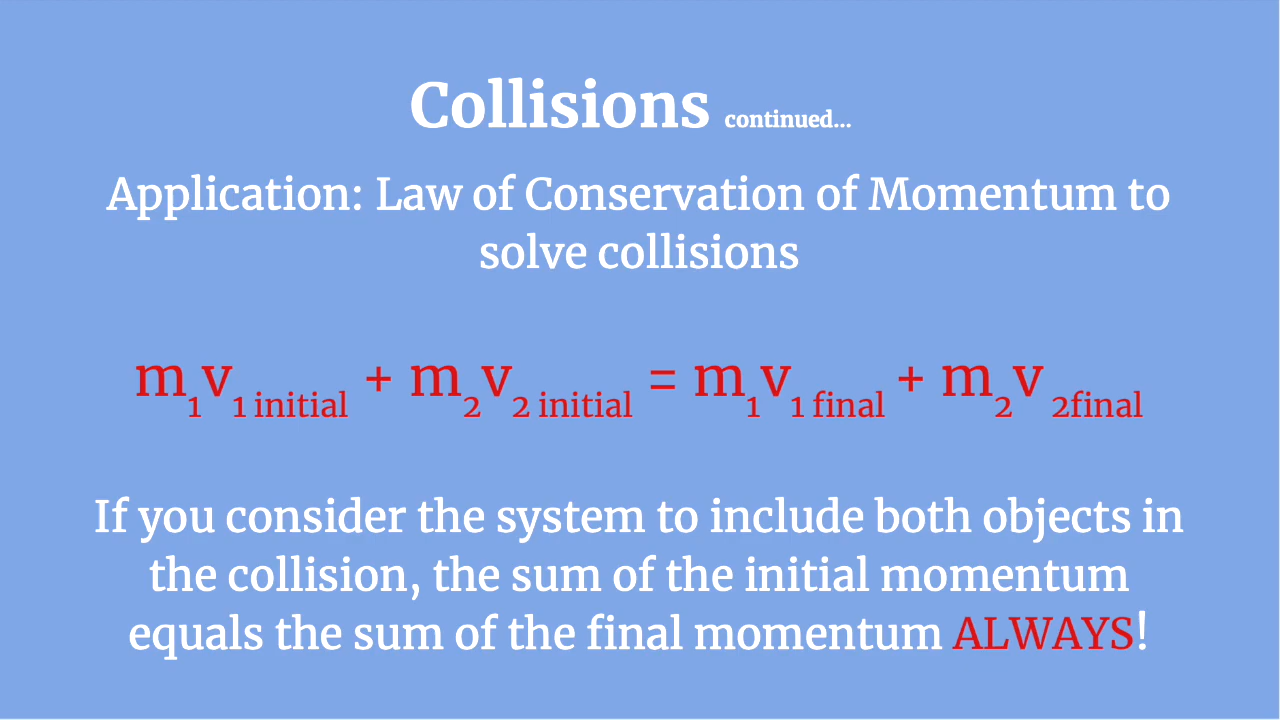 Collisions continued...
Application: Law of Conservation of Momentum to
solve collisions
m₁v₁ initial + m₂v₂ initial = m₁v₁ final + m₂v ₂final
If you consider the system to include both objects in
the collision, the sum of the initial momentum
equals the sum of the final momentum ALWAYS!